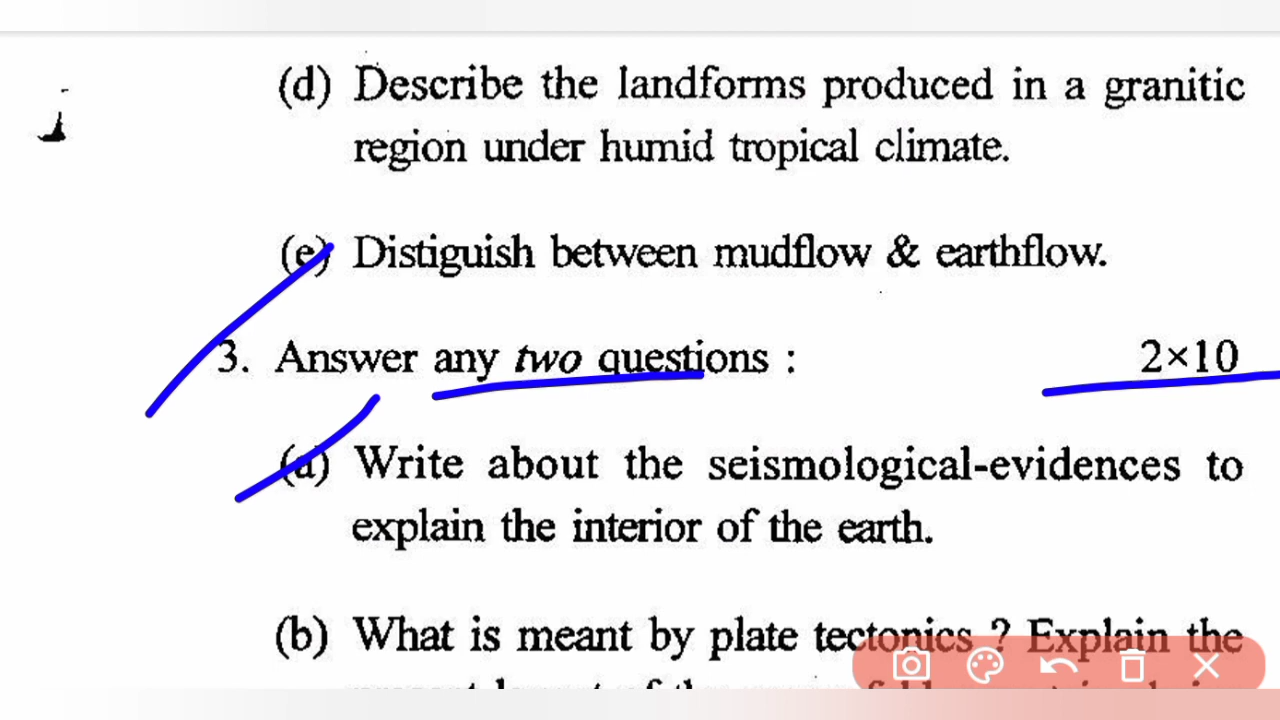 (d) Describe the landforms produced in a granitic
region under humid tropical climate.
(e) Distiguish between mudflow & earthflow.
3. Answer any two questions : 2×10
(a) Write about the seismological-evidences to
explain the interior of the earth.
(b) What is meant by plate tectonics ? Explain the